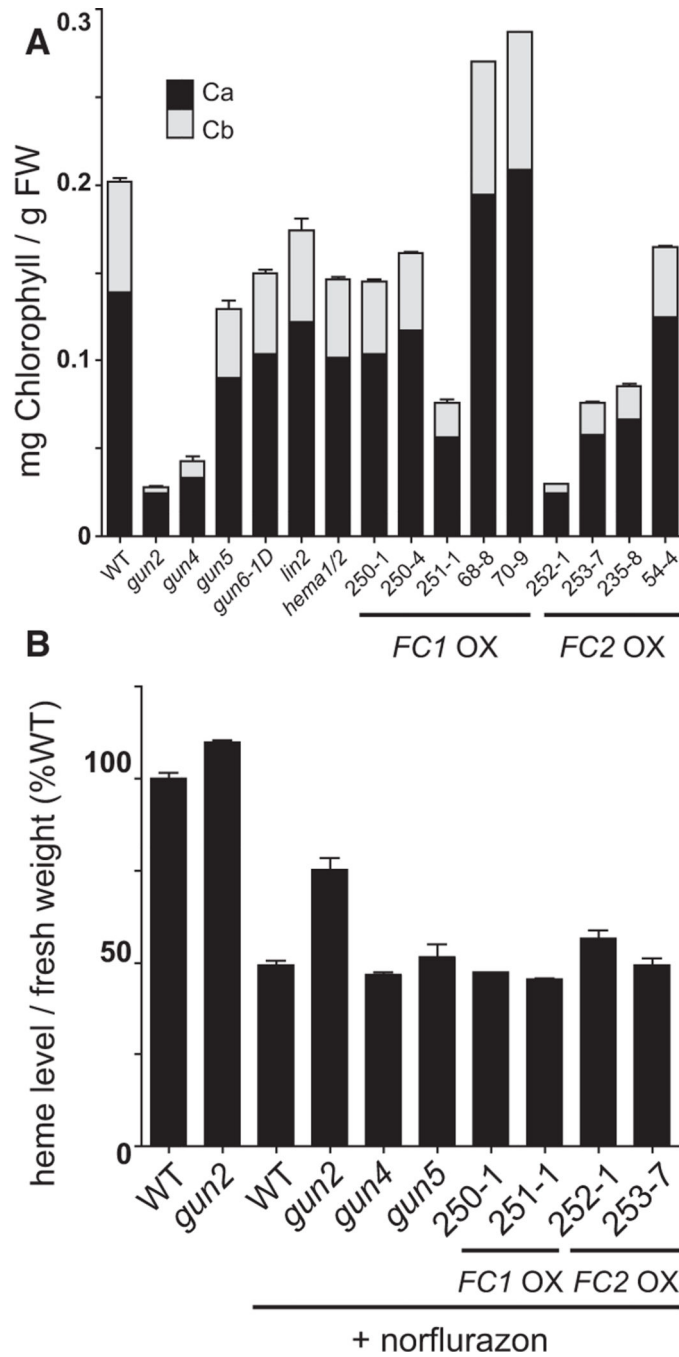 A
mg Chlorophyll / g FW
0.3
0.2
0.1
0
Ca
Cb
WT
gun2
gun4
gun5
gun6-1D
lin2
hema1/2
250-1
250-4
251-1
68-8
70-9
252-1
253-7
235-8
54-4
FC1 OX
FC2 OX
B
heme level / fresh weight (%WT)
100
50
0
WT
gun2
WT
gun2
gun4
gun5
250-1
251-1
252-1
253-7
FC1 OX
FC2 OX
+ norflurazon